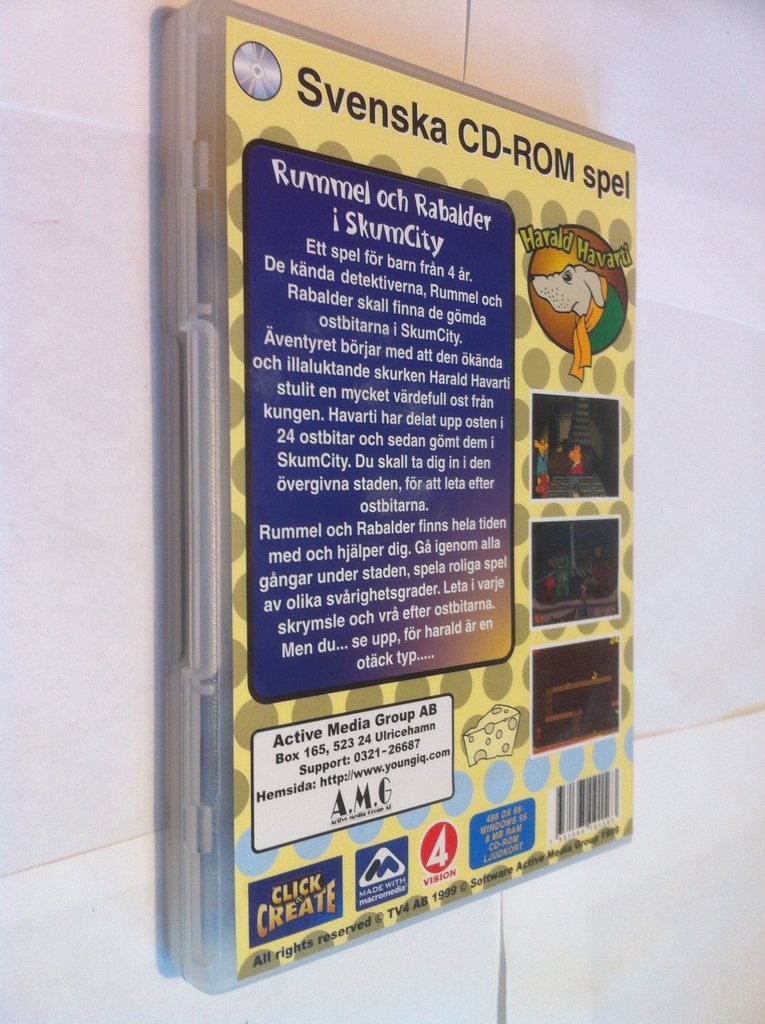 Svenska CD-ROM spel
Rummel och Rabalder
i SkumCity
Ett spel för barn från 4 år.
De kända detektiverna, Rummel och
Rabalder skall finna de gömda
ostbitarna i SkumCity.
Äventyret börjar med att den ökända
och illaluktande skurken Harald Havarti
stulit en mycket värdefull ost från
kungen. Havarti har delat upp osten i
24 ostbitar och sedan gömt dem i
SkumCity. Du skall ta dig in i den
övergivna staden, för att leta efter
ostbitarna.
Rummel och Rabalder finns hela tiden
med och hjälper dig. Gå igenom alla
gångar under staden, spela roliga spel
av olika svårighetsgrader. Leta i varje
skrymsle och vrå efter ostbitarna.
Men du... se upp, för harald är en
otäck typ.....
Harald Havarti
Active Media Group AB
Box 165, 523 24 Ulricehamn
Support: 0321-26687
Hemsida: http://www.youngiq.com
A.M.G
Active Media Group AB
CLICK
CREATE
MADE WITH
macromedia
4
VISION
486 DX 66
WINDOWS 95
8 MB RAM
CD-ROM
LJUDKORT
All rights reserved © TV4 AB 1999 © Software Active Media Group 1999